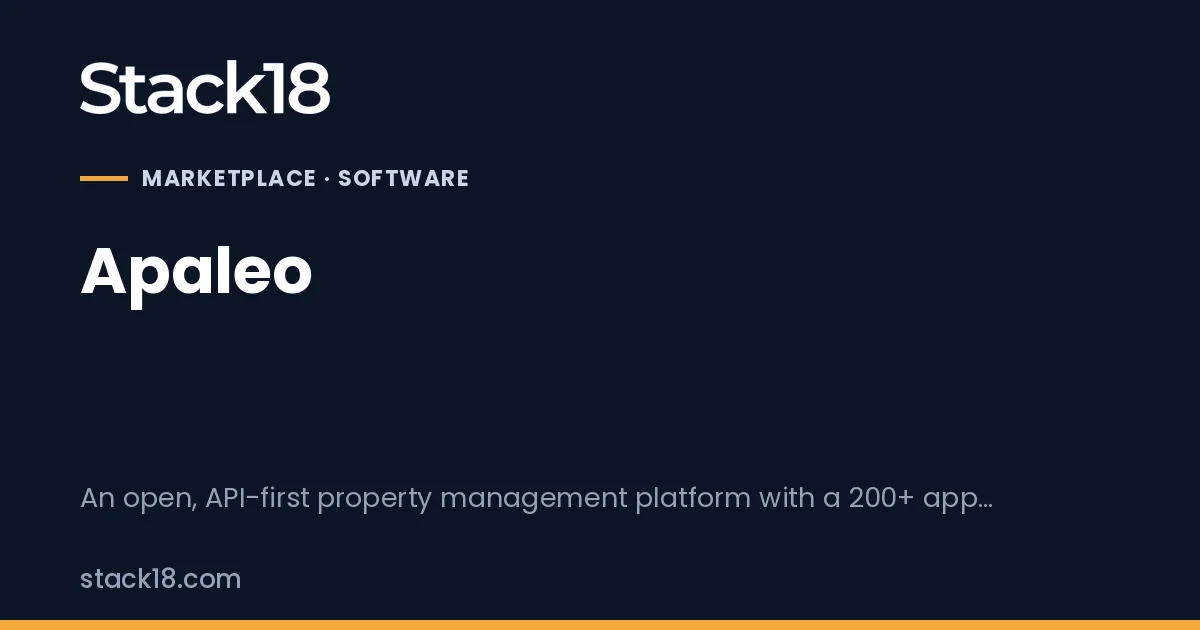 Stack18
MARKETPLACE · SOFTWARE
Apaleo
An open, API-first property management platform with a 200+ app...
stack18.com